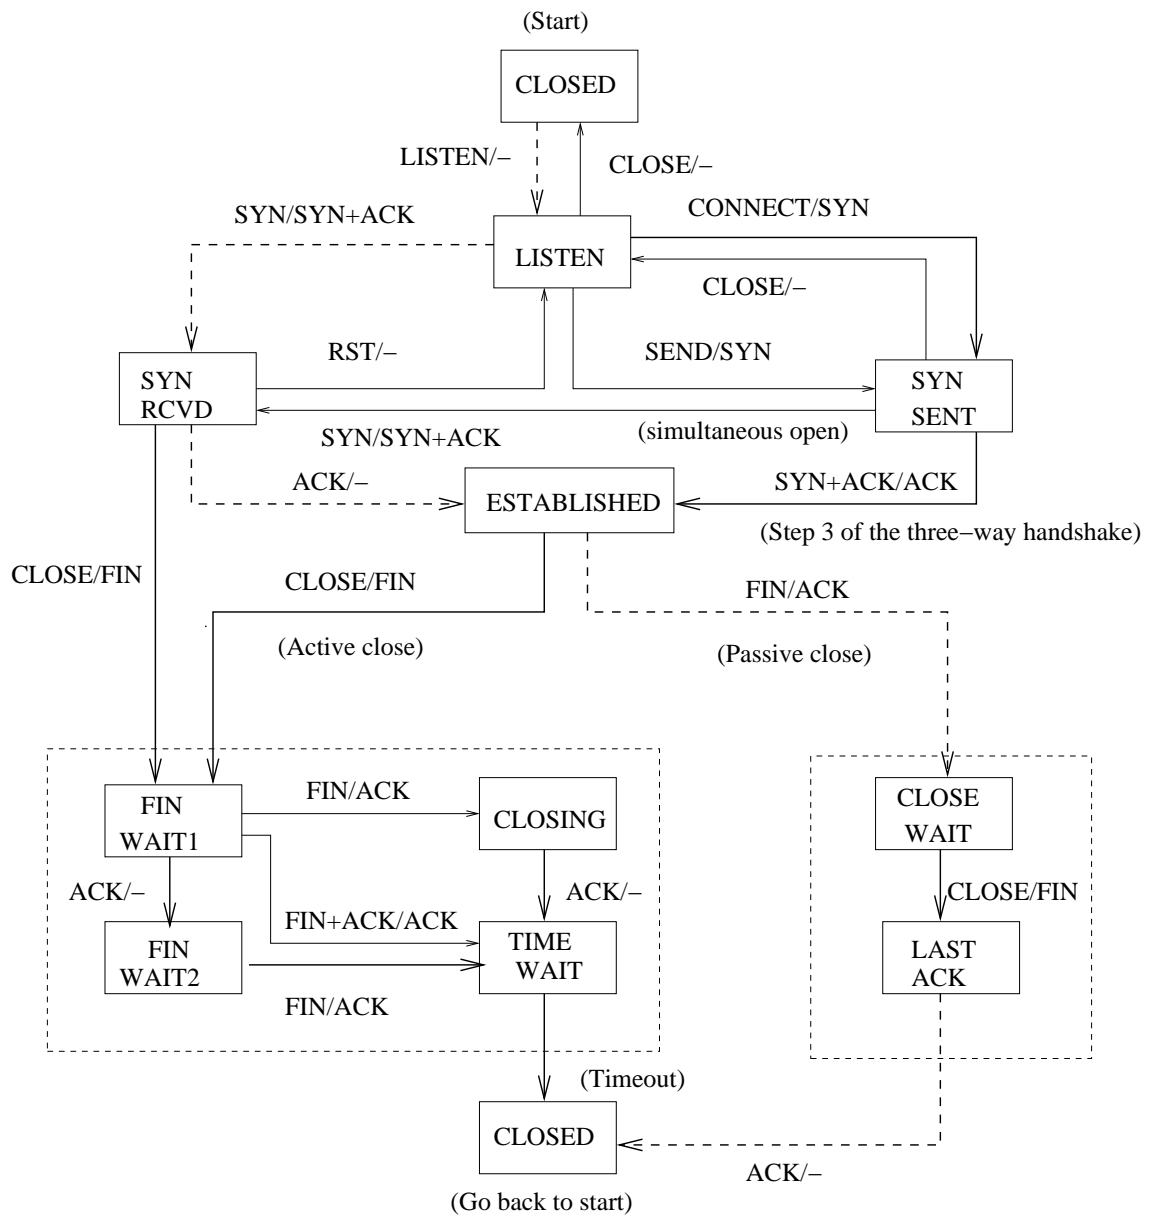 (Start)
CLOSED
LISTEN/–
CLOSE/–
SYN/SYN+ACK
CONNECT/SYN
LISTEN
CLOSE/–
RST/–
SEND/SYN
SYN
RCVD
SYN
SENT
SYN/SYN+ACK
(simultaneous open)
ACK/–
SYN+ACK/ACK
ESTABLISHED
(Step 3 of the three–way handshake)
CLOSE/FIN
CLOSE/FIN
FIN/ACK
(Active close)
(Passive close)
FIN
WAIT1
FIN/ACK
CLOSING
CLOSE
WAIT
ACK/–
ACK/–
CLOSE/FIN
FIN+ACK/ACK
FIN
WAIT2
TIME
WAIT
LAST
ACK
FIN/ACK
(Timeout)
CLOSED
ACK/–
(Go back to start)